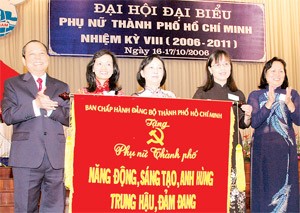 ĐẠI HỘI ĐẠI BIỂU
PHỤ NỮ THÀNH PHỐ HỒ CHÍ MINH
NHIỆM KỲ VIII (2006 - 2011)
Ngày 16-17/10/2006
BAN CHẤP HÀNH ĐẢNG BỘ THÀNH PHỐ HỒ CHÍ MINH
Tặng
Phụ nữ Thành phố
NĂNG ĐỘNG, SÁNG TẠO, ANH HÙNG
TRUNG HẬU, ĐẢM ĐANG